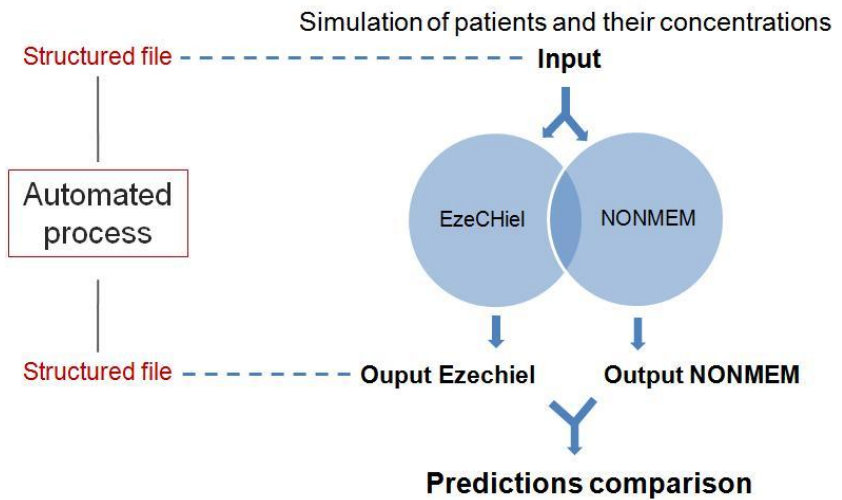 Simulation of patients and their concentrations
Structured file
Input
Automated
process
EzeCHiel
NONMEM
Structured file
Ouput Ezechiel
Output NONMEM
Predictions comparison